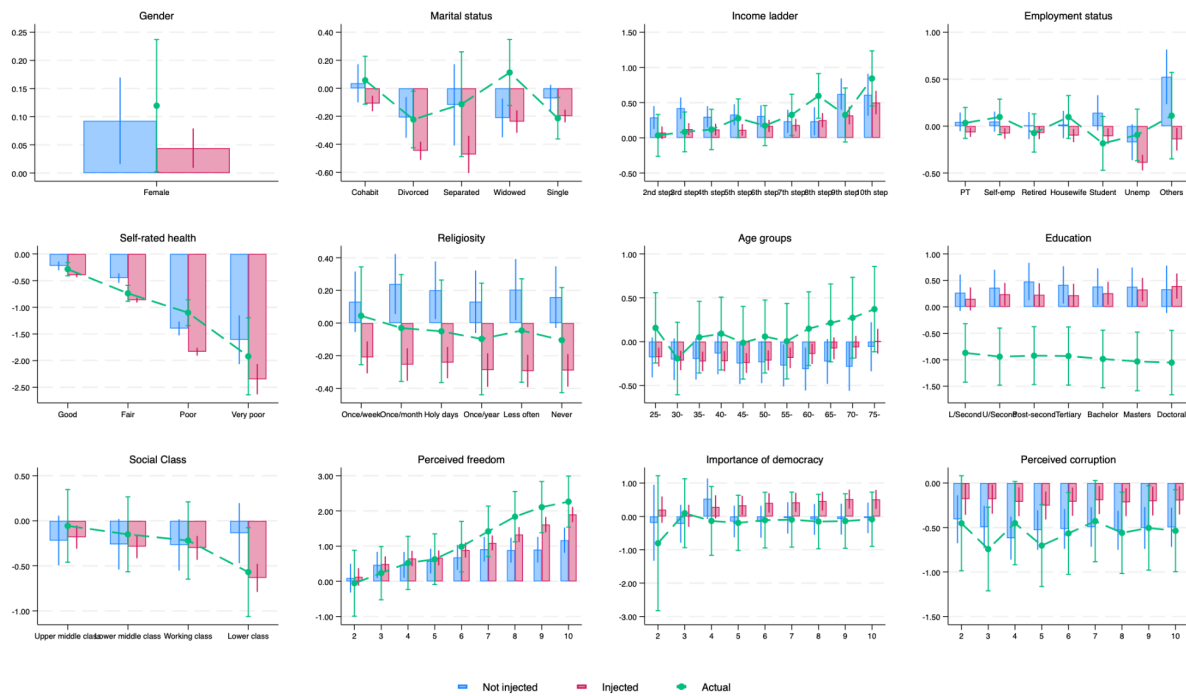 Gender
0.25
0.20
0.15
0.10
0.05
0.00
Female
Marital status
0.40
0.20
0.00
-0.20
-0.40
-0.60
Cohabit Divorced Separated Widowed Single
Income ladder
1.50
1.00
0.50
0.00
-0.50
2nd step 3rd step 4th step 5th step 6th step 7th step 8th step 9th step 10th step
Employment status
1.00
0.50
0.00
-0.50
PT Self-emp Retired Housewife Student Unemp Others
Self-rated health
0.00
-0.50
-1.00
-1.50
-2.00
-2.50
Good Fair Poor Very poor
Religiosity
0.40
0.20
0.00
-0.20
-0.40
Once/week Once/month Holy days Once/year Less often Never
Age groups
1.00
0.50
0.00
-0.50
25- 30- 35- 40- 45- 50- 55- 60- 65- 70- 75-
Education
1.00
0.50
0.00
-0.50
-1.00
-1.50
L/Second U/Second Post-second Tertiary Bachelor Masters Doctoral
Social Class
0.50
0.00
-0.50
-1.00
Upper middle class Lower middle class Working class Lower class
Perceived freedom
3.00
2.00
1.00
0.00
-1.00
2 3 4 5 6 7 8 9 10
Importance of democracy
2.00
1.00
0.00
-1.00
-2.00
-3.00
2 3 4 5 6 7 8 9 10
Perceived corruption
0.00
-0.50
-1.00
-1.50
2 3 4 5 6 7 8 9 10
Not injected Injected Actual